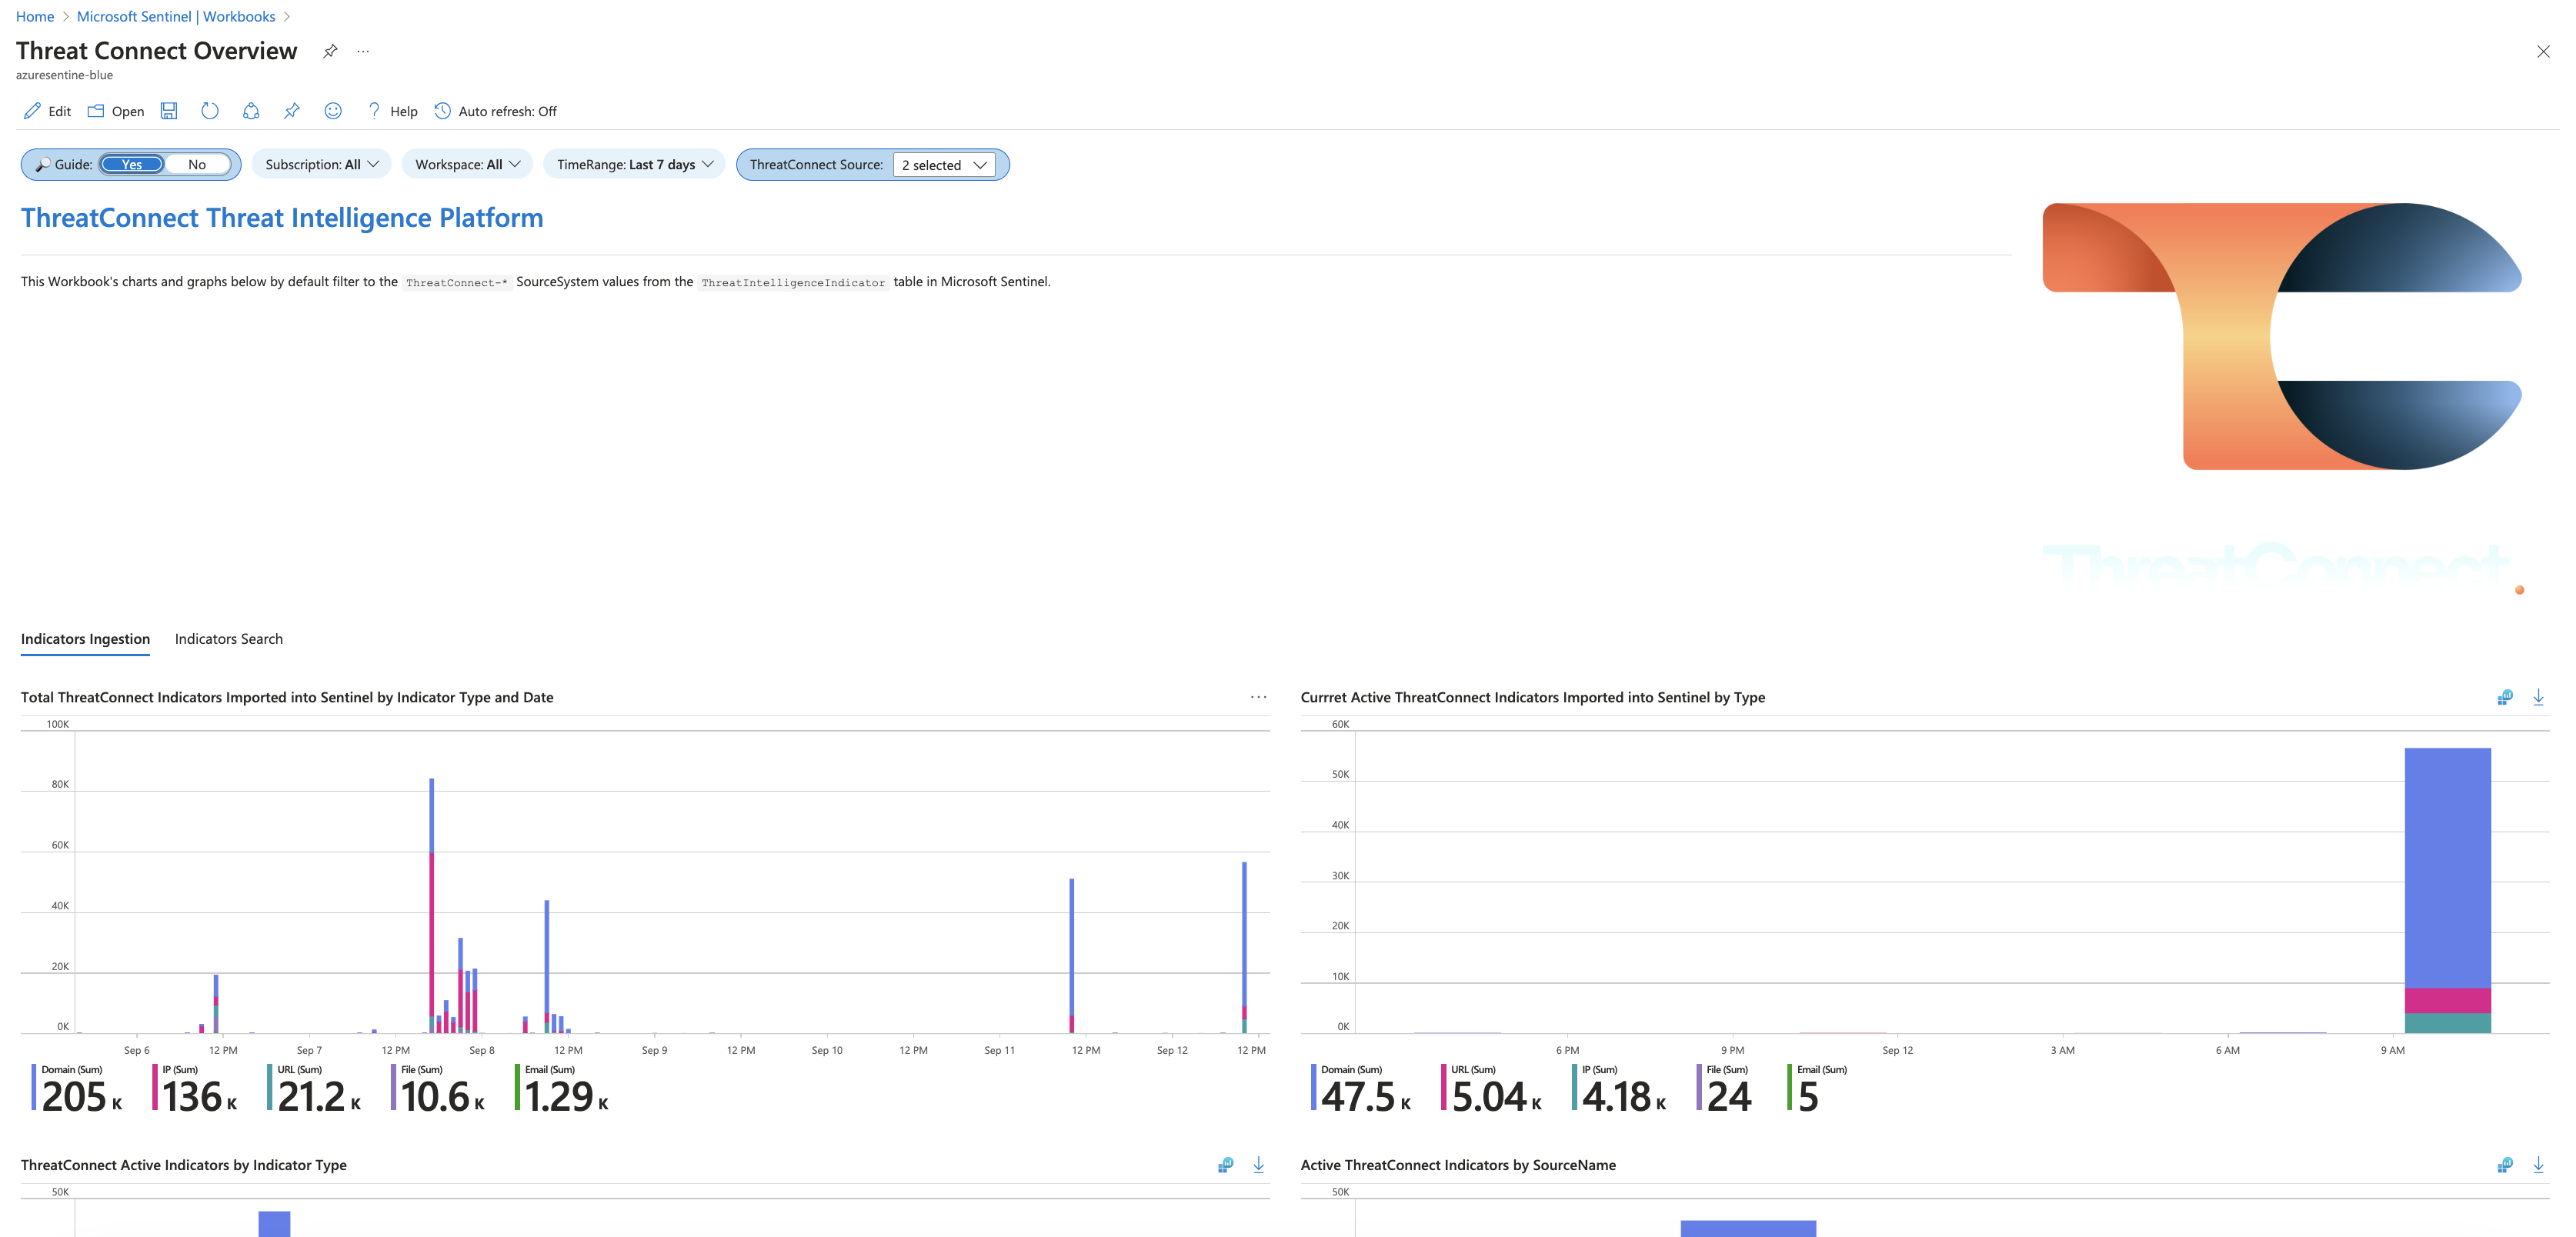 Home > Microsoft Sentinel | Workbooks >
Threat Connect Overview
azuresentine-blue
Edit Open Help Auto refresh: Off
Guide: Yes No Subscription: All Workspace: All TimeRange: Last 7 days ThreatConnect Source: 2 selected
ThreatConnect Threat Intelligence Platform
This Workbook's charts and graphs below by default filter to the ThreatConnect-* SourceSystem values from the ThreatIntelligenceIndicator table in Microsoft Sentinel.
ThreatConnect
Indicators Ingestion Indicators Search
Total ThreatConnect Indicators Imported into Sentinel by Indicator Type and Date
100K
80K
60K
40K
20K
0K
Sep 6 12 PM Sep 7 12 PM Sep 8 12 PM Sep 9 12 PM Sep 10 12 PM Sep 11 12 PM Sep 12 12 PM
Domain (Sum) IP (Sum) URL (Sum) File (Sum) Email (Sum)
205 K 136 K 21.2 K 10.6 K 1.29 K
Currret Active ThreatConnect Indicators Imported into Sentinel by Type
60K
50K
40K
30K
20K
10K
0K
6 PM 9 PM Sep 12 3 AM 6 AM 9 AM
Domain (Sum) URL (Sum) IP (Sum) File (Sum) Email (Sum)
47.5 K 5.04 K 4.18 K 24 5
ThreatConnect Active Indicators by Indicator Type
50K
Active ThreatConnect Indicators by SourceName
50K